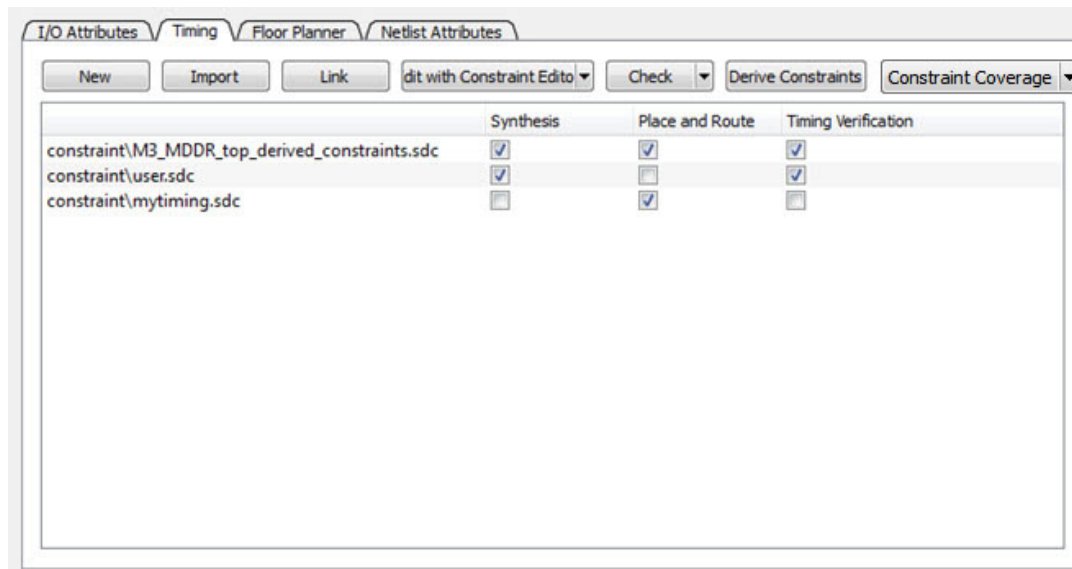 I/O Attributes Timing Floor Planner Netlist Attributes
New Import Link dit with Constraint Edito Check Derive Constraints Constraint Coverage
Synthesis Place and Route Timing Verification
constraint\M3_MDDR_top_derived_constraints.sdc
constraint\user.sdc
constraint\mytiming.sdc